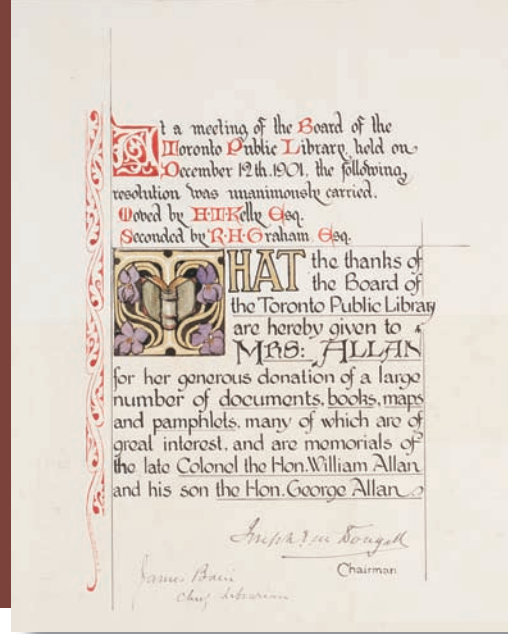 At a meeting of the Board of the
Toronto Public Library, held on
December 12th. 1901, the following
resolution was unanimously carried.
Moved by H.T. Kelly Esq.
Seconded by R.H. Graham Esq.
THAT the thanks of
the Board of
the Toronto Public Library
are hereby given to
MRS: ALLAN
for her generous donation of a large
number of documents, books, maps
and pamphlets, many of which are of
great interest, and are memorials of
the late Colonel the Hon. William Allan
and his son the Hon. George Allan
Joseph McDougall
Chairman
James Bain
Chief Librarian